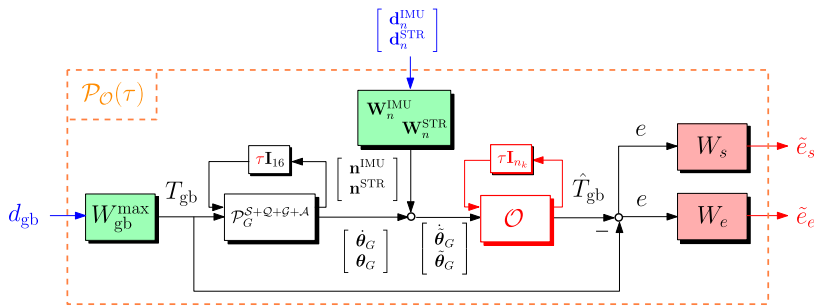 d_n^IMU
d_n^STR
𝒫_𝒪(τ)
W_n^IMU
W_n^STR
τI_16
n^IMU
n^STR
τI_{n_k}
T̂_gb
e
W_s
ẽ_s
d_gb
W_gb^max
T_gb
𝒫_G^{𝒮+𝒬+𝒢+𝒜}
θ̇_G
θ_G
θ̃̇_G
θ̃_G
𝒪
−
e
W_e
ẽ_e